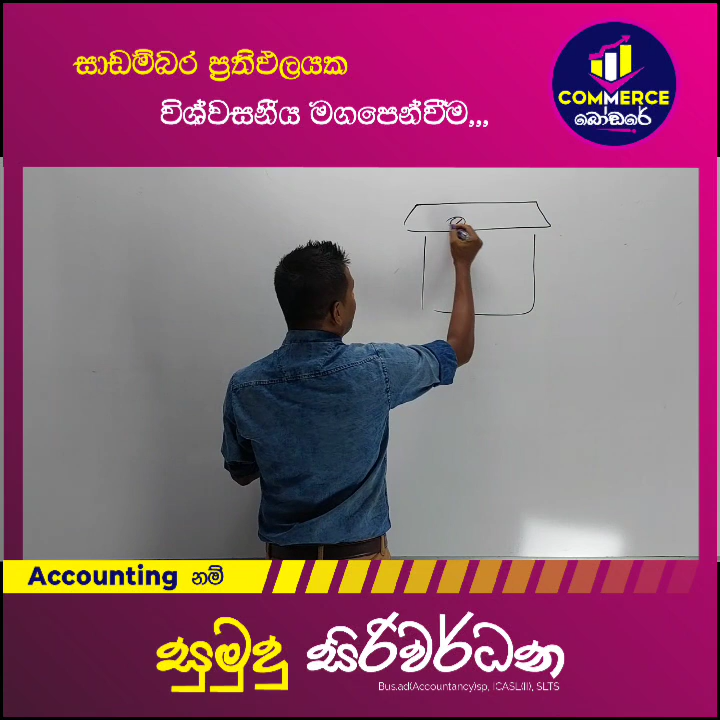 සාඩම්බර ප්‍රතිඵලයක
විශ්වසනීය මගපෙන්වීම,,,
COMMERCE
බෝඩරේ
Accounting නම්
සුමුදු සිරිවර්ධන
Bus.ad(Accountancy)sp, ICASL(II), SLTS